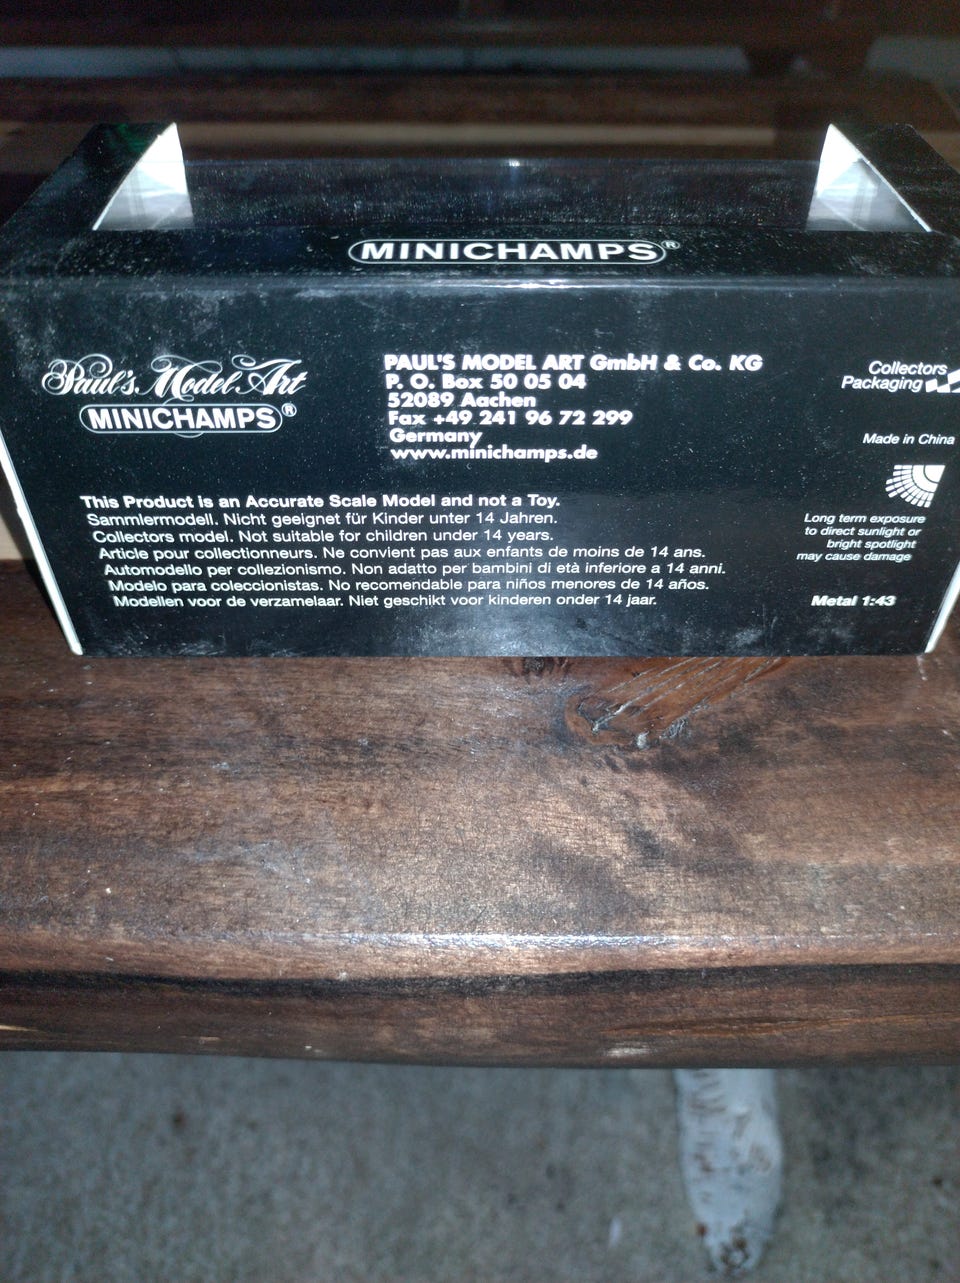 MINICHAMPS®
Paul's Model Art
MINICHAMPS®
PAUL'S MODEL ART GmbH & Co. KG
P. O. Box 50 05 04
52089 Aachen
Fax +49 241 96 72 299
Germany
www.minichamps.de
Collectors
Packaging
Made in China
This Product is an Accurate Scale Model and not a Toy.
Sammlermodell. Nicht geeignet für Kinder unter 14 Jahren.
Collectors model. Not suitable for children under 14 years.
Article pour collectionneurs. Ne convient pas aux enfants de moins de 14 ans.
Automodello per collezionismo. Non adatto per bambini di età inferiore a 14 anni.
Modelo para coleccionistas. No recomendable para niños menores de 14 años.
Modellen voor de verzamelaar. Niet geschikt voor kinderen onder 14 jaar.
Long term exposure
to direct sunlight or
bright spotlight
may cause damage
Metal 1:43